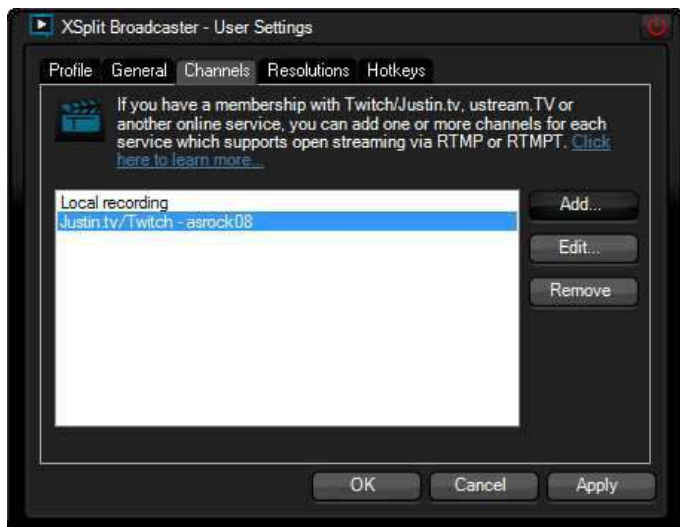 XSplit Broadcaster - User Settings
Profile General Channels Resolutions Hotkeys
If you have a membership with Twitch/Justin.tv, ustream.TV or
another online service, you can add one or more channels for each
service which supports open streaming via RTMP or RTMPT. Click
here to learn more...
Local recording
Add...
Justin.tv/Twitch - asrock08
Edit...
Remove
OK Cancel Apply